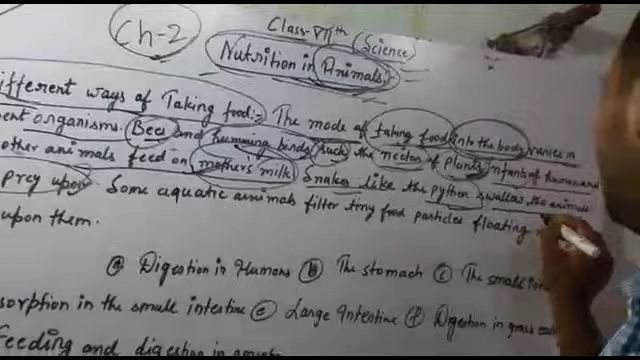 Ch-2
Class-VIIth (Science)
Nutrition in Animals
ifferent ways of Taking food:- The mode of taking food into the body varies in
ent organisms. Bees and humming birds suck the nectar of plants, infants of human and
other animals feed on mother's milk Snakes like the python swallow the animals
prey upon. Some aquatic animals filter tiny food particles floating
upon them.
(a) Digestion in Humans (b) The stomach (c) The small
sorption in the small intestine (e) Large Intestine (f) Digestion in grass
Feeding and digestion in